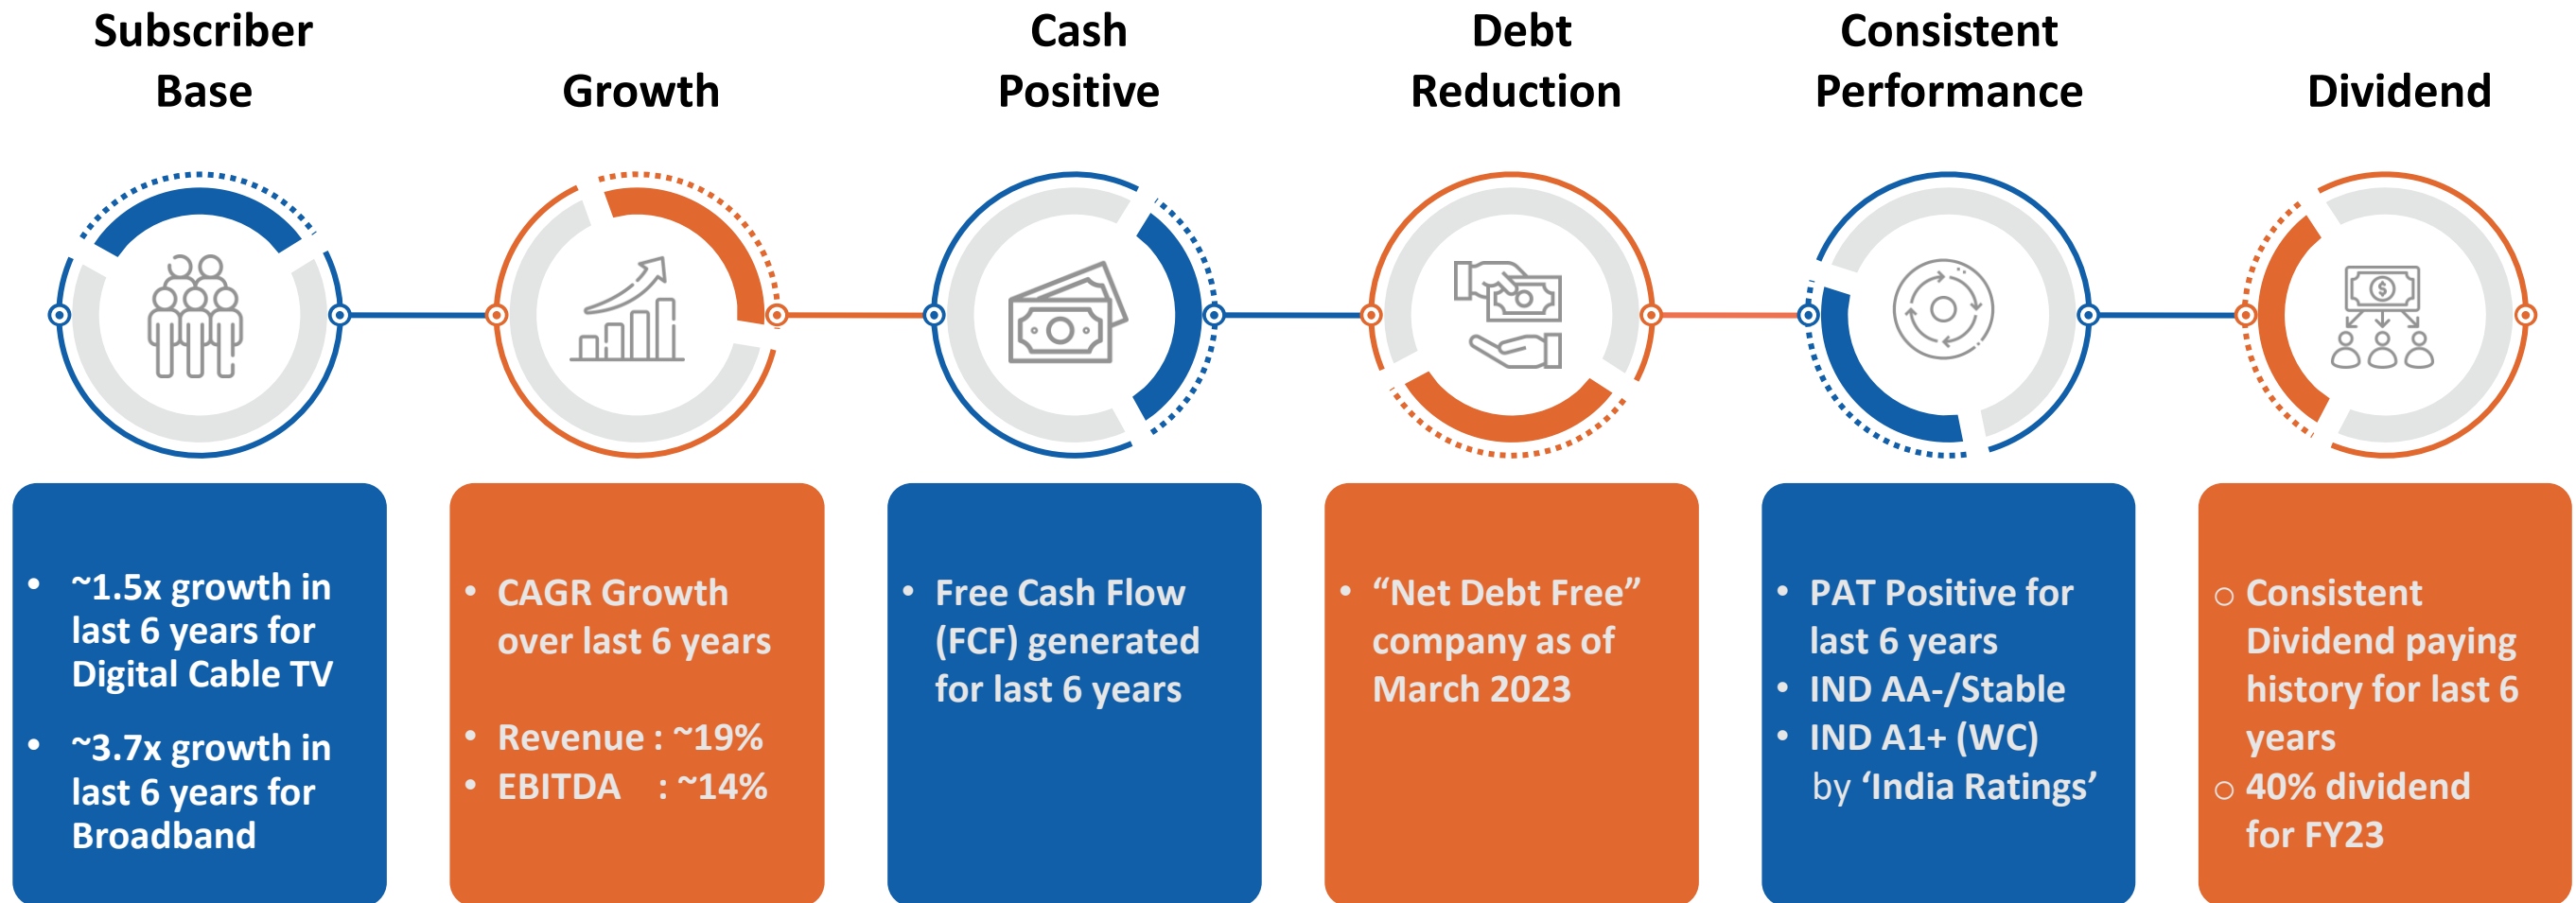 Subscriber
Base
Growth
Cash
Positive
Debt
Reduction
Consistent
Performance
Dividend
• ~1.5x growth in
last 6 years for
Digital Cable TV
• ~3.7x growth in
last 6 years for
Broadband
• CAGR Growth
over last 6 years
• Revenue : ~19%
• EBITDA : ~14%
• Free Cash Flow
(FCF) generated
for last 6 years
• “Net Debt Free”
company as of
March 2023
• PAT Positive for
last 6 years
• IND AA-/Stable
• IND A1+ (WC)
by ‘India Ratings’
○ Consistent
Dividend paying
history for last 6
years
○ 40% dividend
for FY23